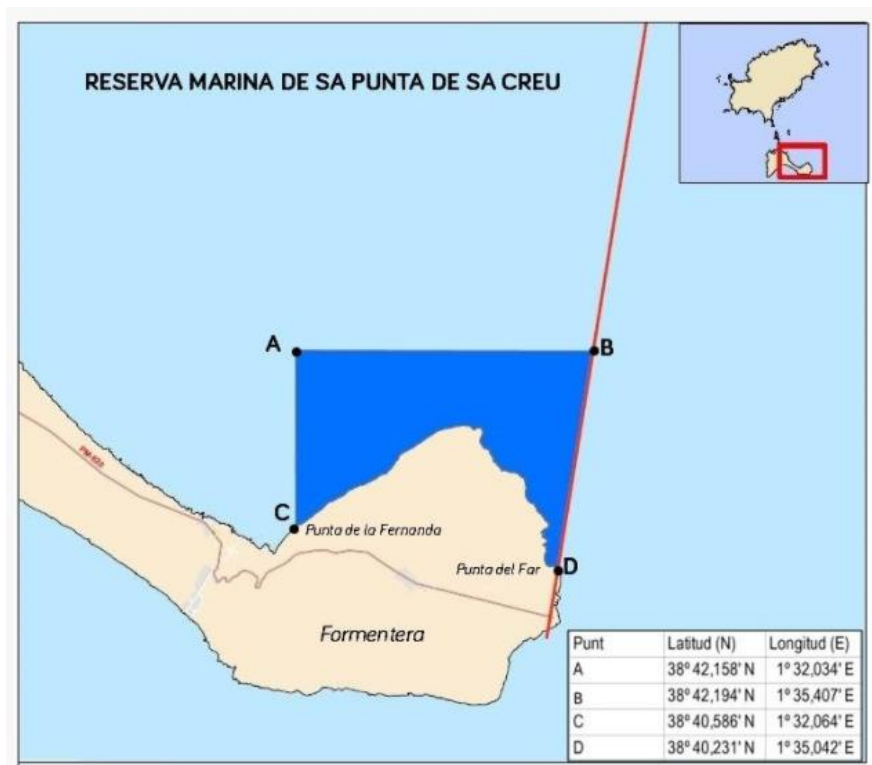 RESERVA MARINA DE SA PUNTA DE SA CREU
A
B
PM-820
C
Punta de la Fernanda
Punta del Far
D
Formentera
Punt Latitud (N) Longitud (E)
A 38º 42,158' N 1º 32,034' E
B 38º 42,194' N 1º 35,407' E
C 38º 40,586' N 1º 32,064' E
D 38º 40,231' N 1º 35,042' E